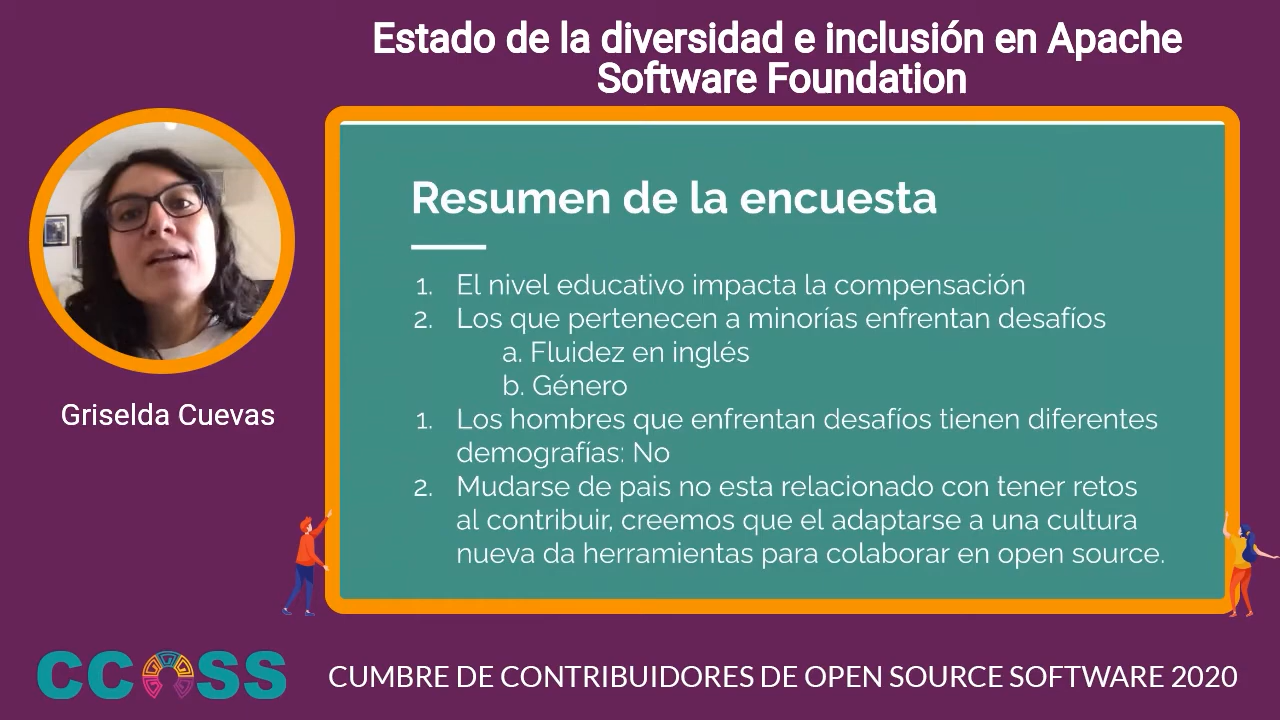 Estado de la diversidad e inclusión en Apache
Software Foundation
Resumen de la encuesta
1. El nivel educativo impacta la compensación
2. Los que pertenecen a minorías enfrentan desafíos
a. Fluidez en inglés
b. Género
1. Los hombres que enfrentan desafíos tienen diferentes
demografías: No
2. Mudarse de pais no esta relacionado con tener retos
al contribuir, creemos que el adaptarse a una cultura
nueva da herramientas para colaborar en open source.
Griselda Cuevas
CCOSS
CUMBRE DE CONTRIBUIDORES DE OPEN SOURCE SOFTWARE 2020